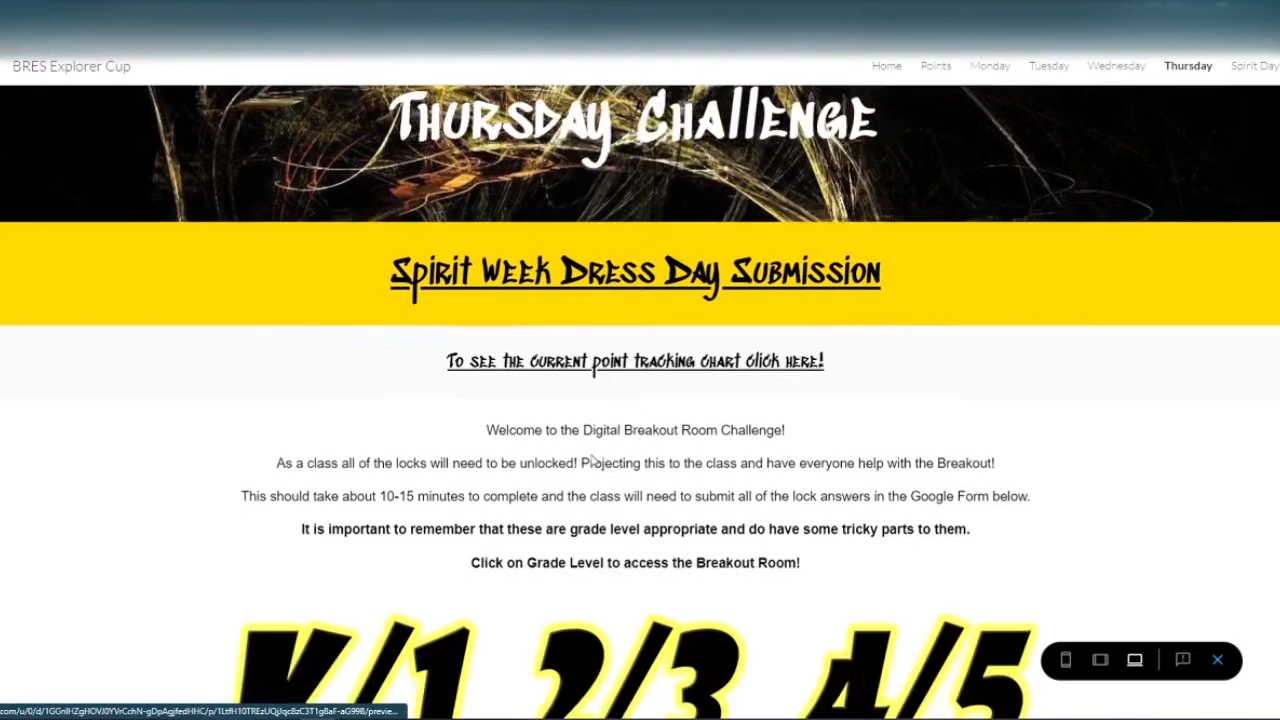 BRES Explorer Cup
Home Points Monday Tuesday Wednesday Thursday Spirit Day
Thursday Challenge
Spirit Week Dress Day Submission
To see the current point tracking chart click here!
Welcome to the Digital Breakout Room Challenge!
As a class all of the locks will need to be unlocked! Projecting this to the class and have everyone help with the Breakout!
This should take about 10-15 minutes to complete and the class will need to submit all of the lock answers in the Google Form below.
It is important to remember that these are grade level appropriate and do have some tricky parts to them.
Click on Grade Level to access the Breakout Room!
K/1 2/3 4/5